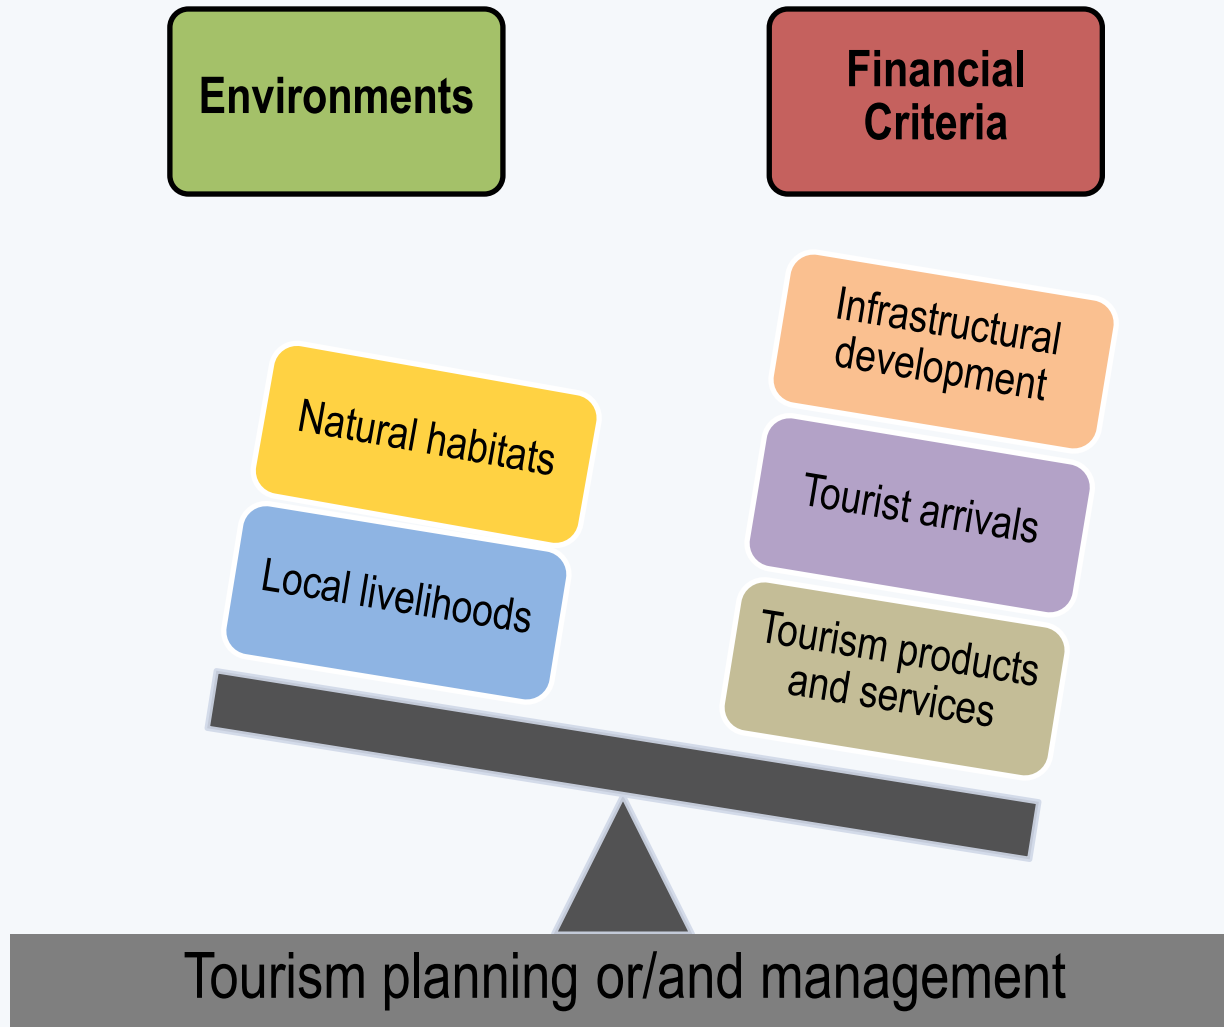 Environments
Financial
Criteria
Natural habitats
Local livelihoods
Infrastructural
development
Tourist arrivals
Tourism products
and services
Tourism planning or/and management